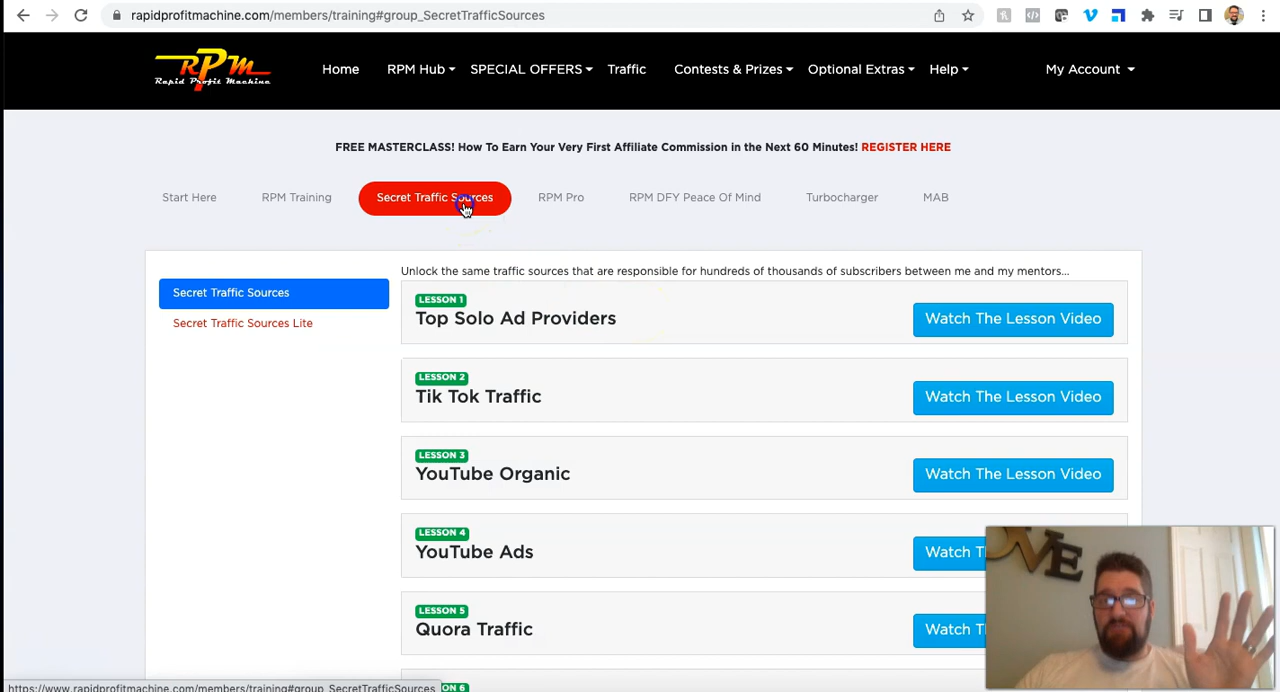 rapidprofitmachine.com/members/training#group_SecretTrafficSources
RPM
Rapid Profit Machine
Home RPM Hub SPECIAL OFFERS Traffic Contests & Prizes Optional Extras Help My Account
FREE MASTERCLASS! How To Earn Your Very First Affiliate Commission in the Next 60 Minutes! REGISTER HERE
Start Here RPM Training Secret Traffic Sources RPM Pro RPM DFY Peace Of Mind Turbocharger MAB
Secret Traffic Sources
Secret Traffic Sources Lite
Unlock the same traffic sources that are responsible for hundreds of thousands of subscribers between me and my mentors...
LESSON 1
Top Solo Ad Providers Watch The Lesson Video
LESSON 2
Tik Tok Traffic Watch The Lesson Video
LESSON 3
YouTube Organic Watch The Lesson Video
LESSON 4
YouTube Ads Watch
LESSON 5
Quora Traffic Watch
ON 6
https://www.rapidprofitmachine.com/members/training#group_SecretTrafficSources